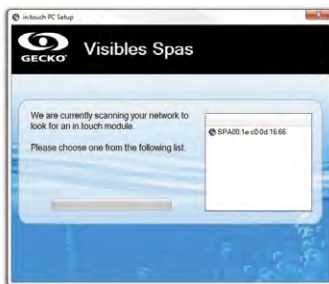 in.touch PC Setup
GECKO
Visibles Spas
We are currently scanning your network to
look for an in.touch module.
Please choose one from the following list.
SPA00:1e:c0:0d:16:66